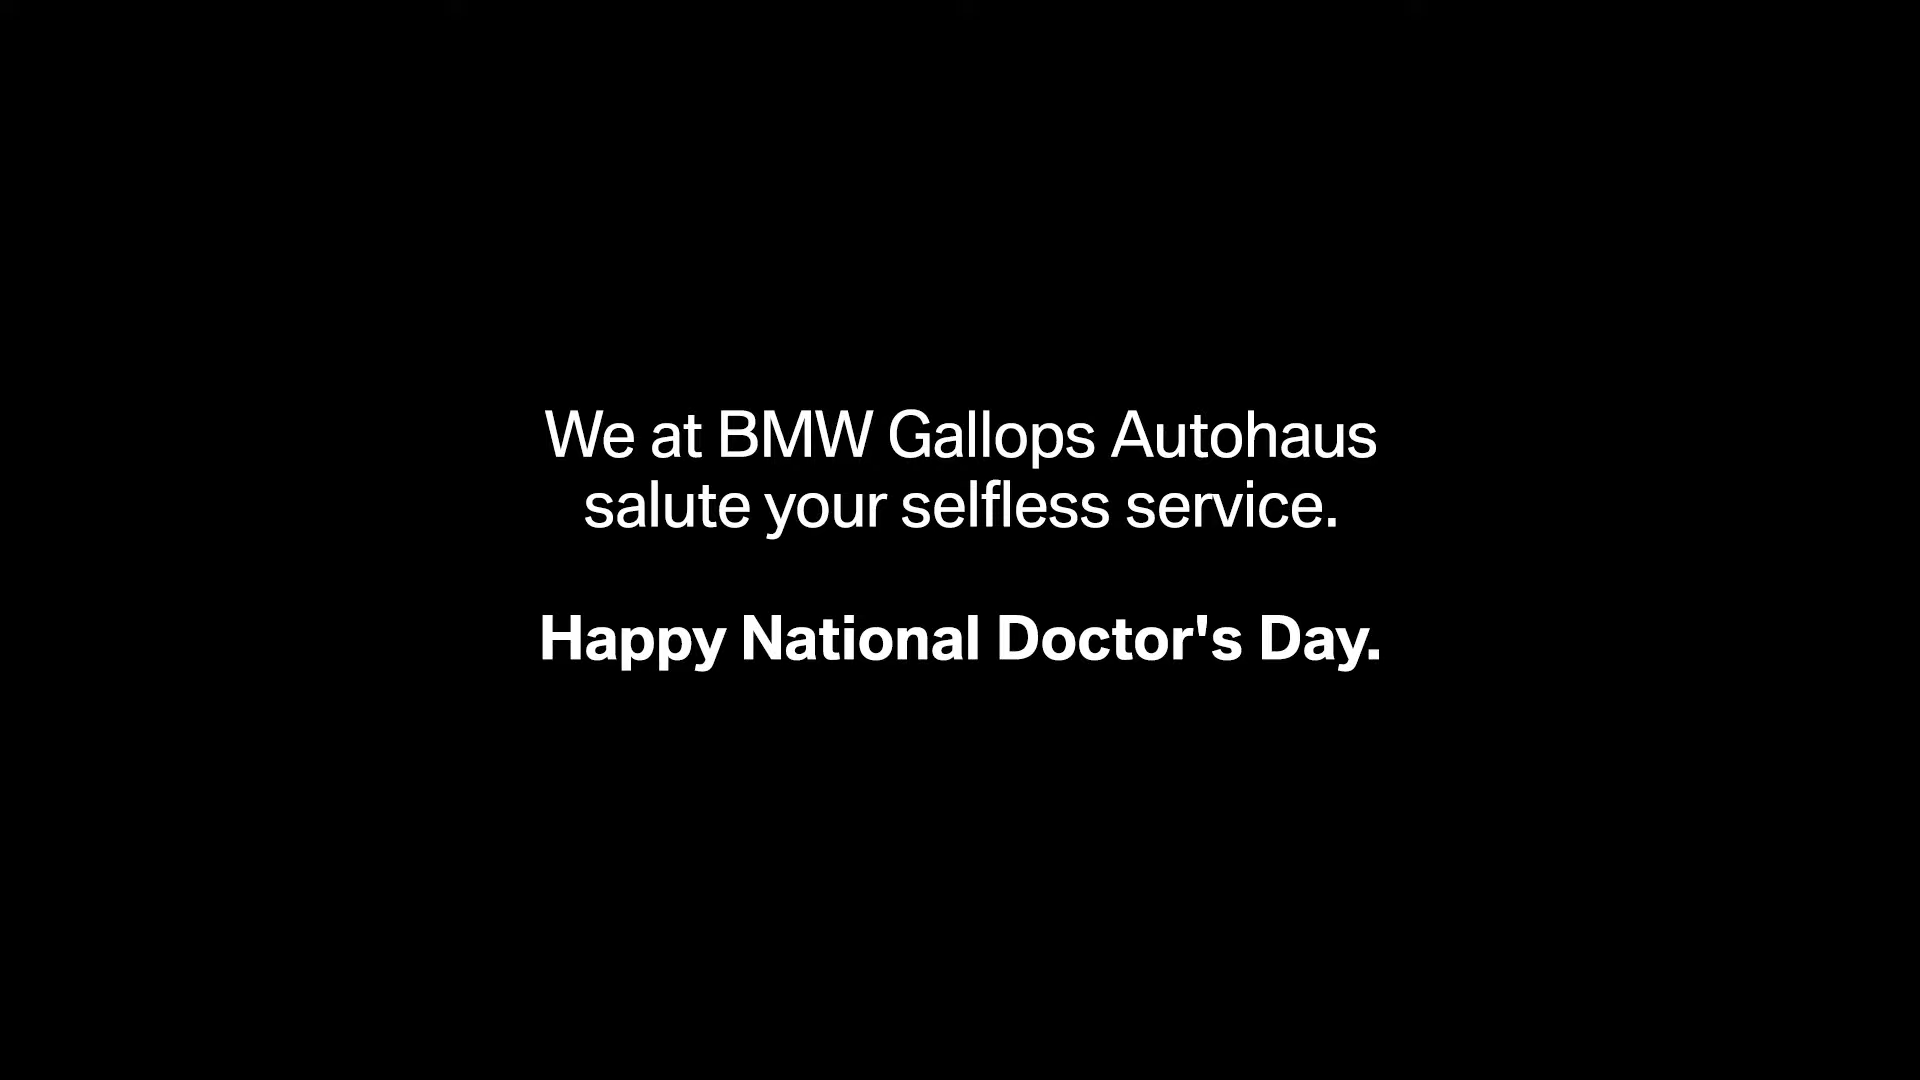 We at BMW Gallops Autohaus
salute your selfless service.
Happy National Doctor's Day.